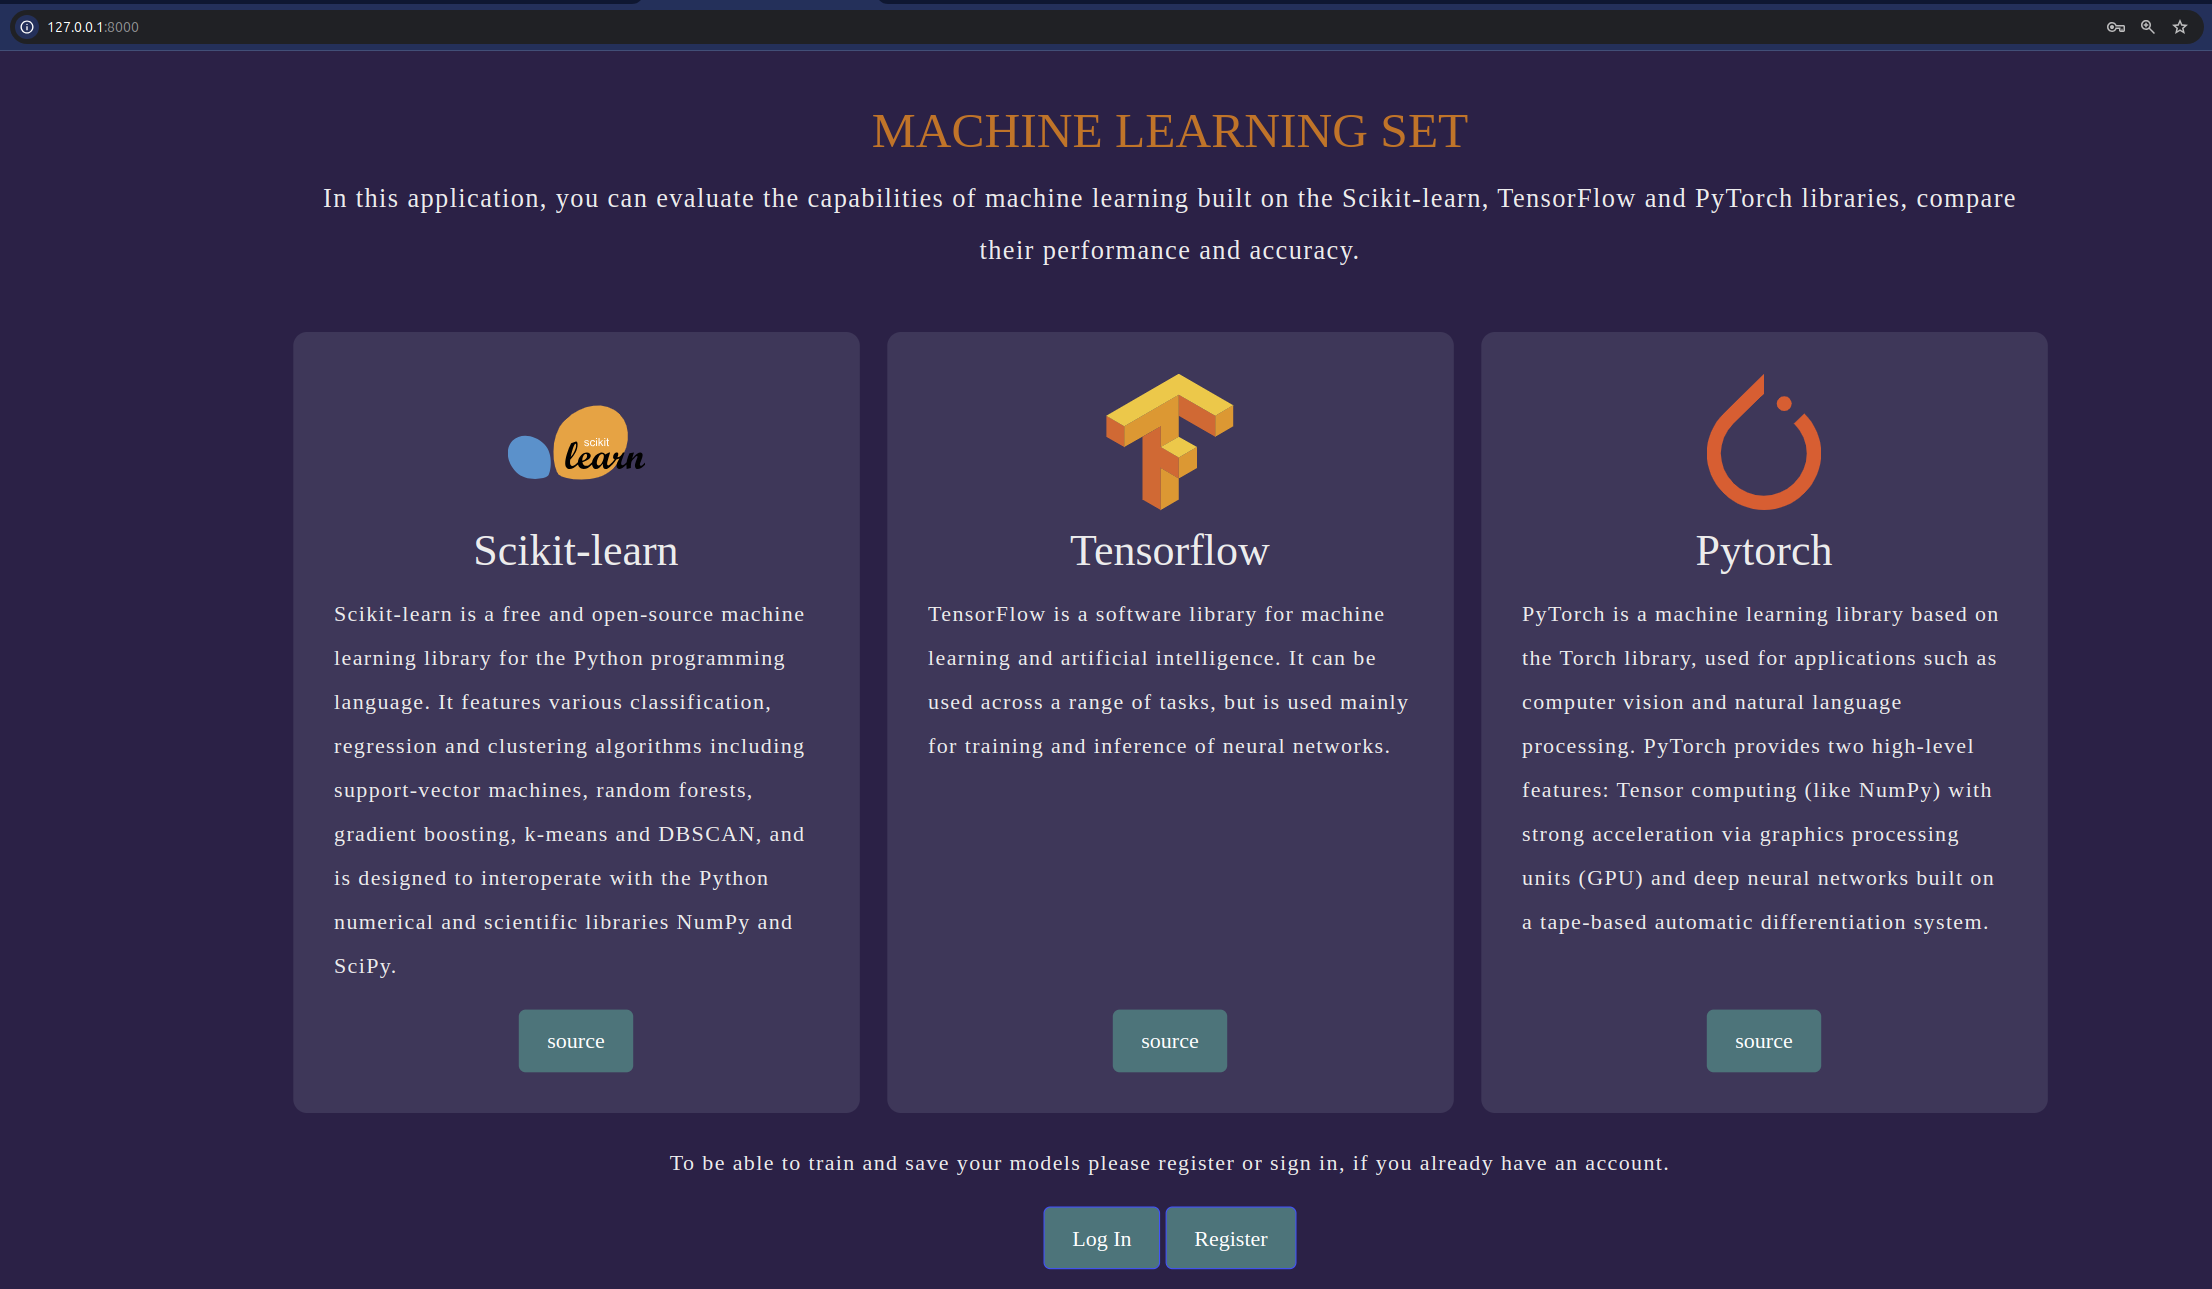 127.0.0.1:8000
MACHINE LEARNING SET
In this application, you can evaluate the capabilities of machine learning built on the Scikit-learn, TensorFlow and PyTorch libraries, compare
their performance and accuracy.
scikit
learn
Scikit-learn
Scikit-learn is a free and open-source machine
learning library for the Python programming
language. It features various classification,
regression and clustering algorithms including
support-vector machines, random forests,
gradient boosting, k-means and DBSCAN, and
is designed to interoperate with the Python
numerical and scientific libraries NumPy and
SciPy.
source
Tensorflow
TensorFlow is a software library for machine
learning and artificial intelligence. It can be
used across a range of tasks, but is used mainly
for training and inference of neural networks.
source
Pytorch
PyTorch is a machine learning library based on
the Torch library, used for applications such as
computer vision and natural language
processing. PyTorch provides two high-level
features: Tensor computing (like NumPy) with
strong acceleration via graphics processing
units (GPU) and deep neural networks built on
a tape-based automatic differentiation system.
source
To be able to train and save your models please register or sign in, if you already have an account.
Log In
Register